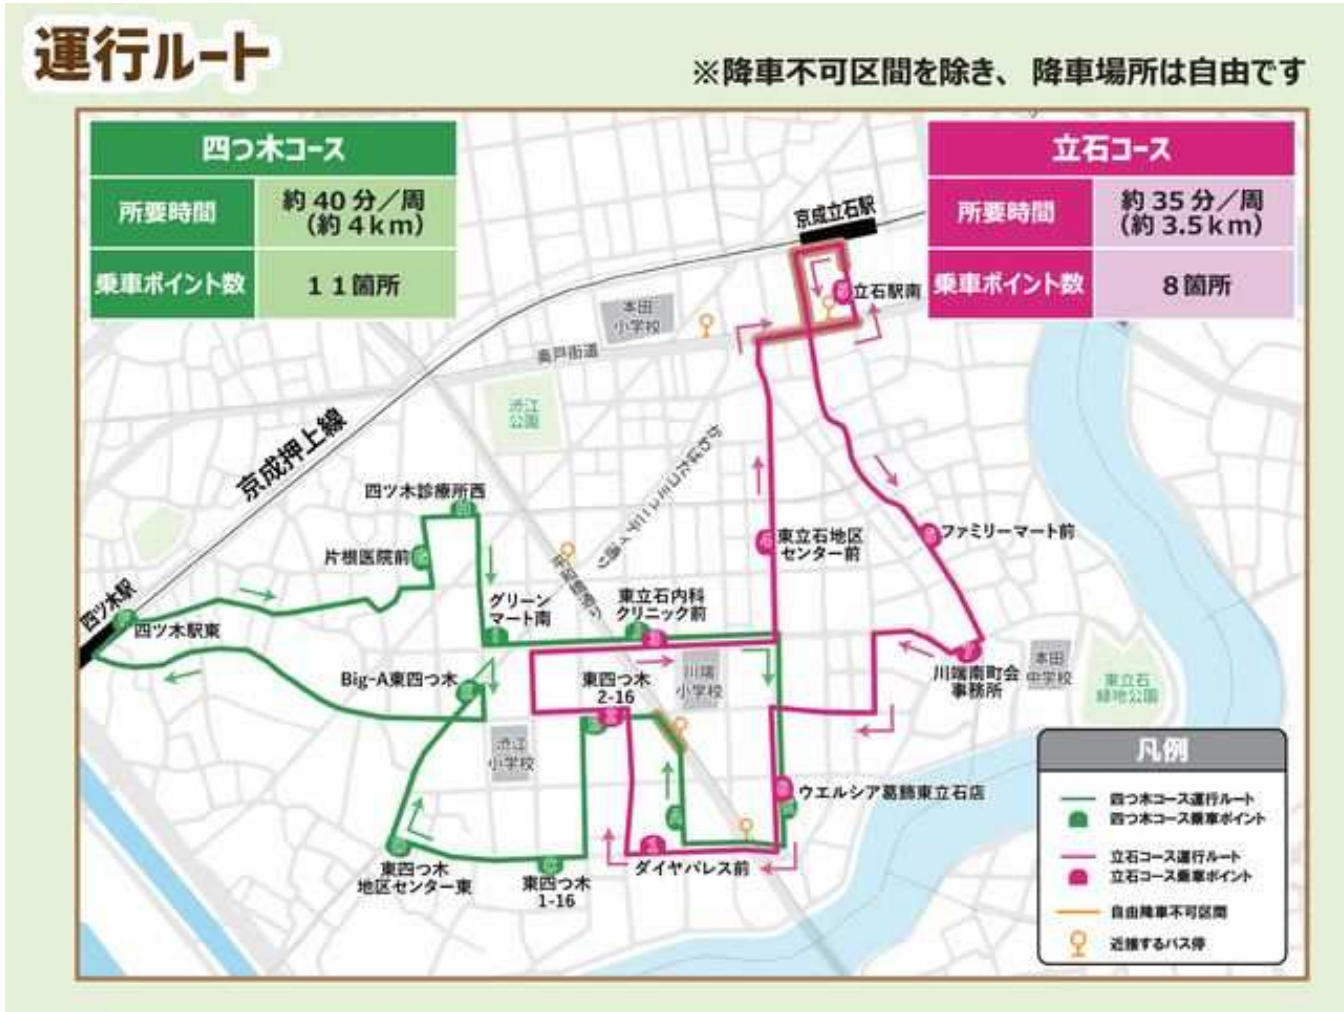 運行ルート
※降車不可区間を除き、 降車場所は自由です
四つ木コース
所要時間
約40分／周
（約4km）
乗車ポイント数
11箇所
立石コース
所要時間
約35分／周
（約3.5km）
乗車ポイント数
8箇所
京成立石駅
立石駅南
本田
小学校
奥戸街道
渋江
公園
京成押上線
かわばたコミュニティ通り
四ツ木診療所西
片根医院前
東立石地区
センター前
ファミリーマート前
四ツ木駅
四ツ木駅東
グリーン
マート南
東立石内科
クリニック前
Big-A東四つ木
東四つ木
2-16
川端
小学校
川端南町会
事務所
本田
中学校
東立石
緑地公園
渋江
小学校
ウエルシア葛飾東立石店
ダイヤパレス前
東四つ木
地区センター東
東四つ木
1-16
凡例
四つ木コース運行ルート
四つ木コース乗車ポイント
立石コース運行ルート
立石コース乗車ポイント
自由降車不可区間
近接するバス停